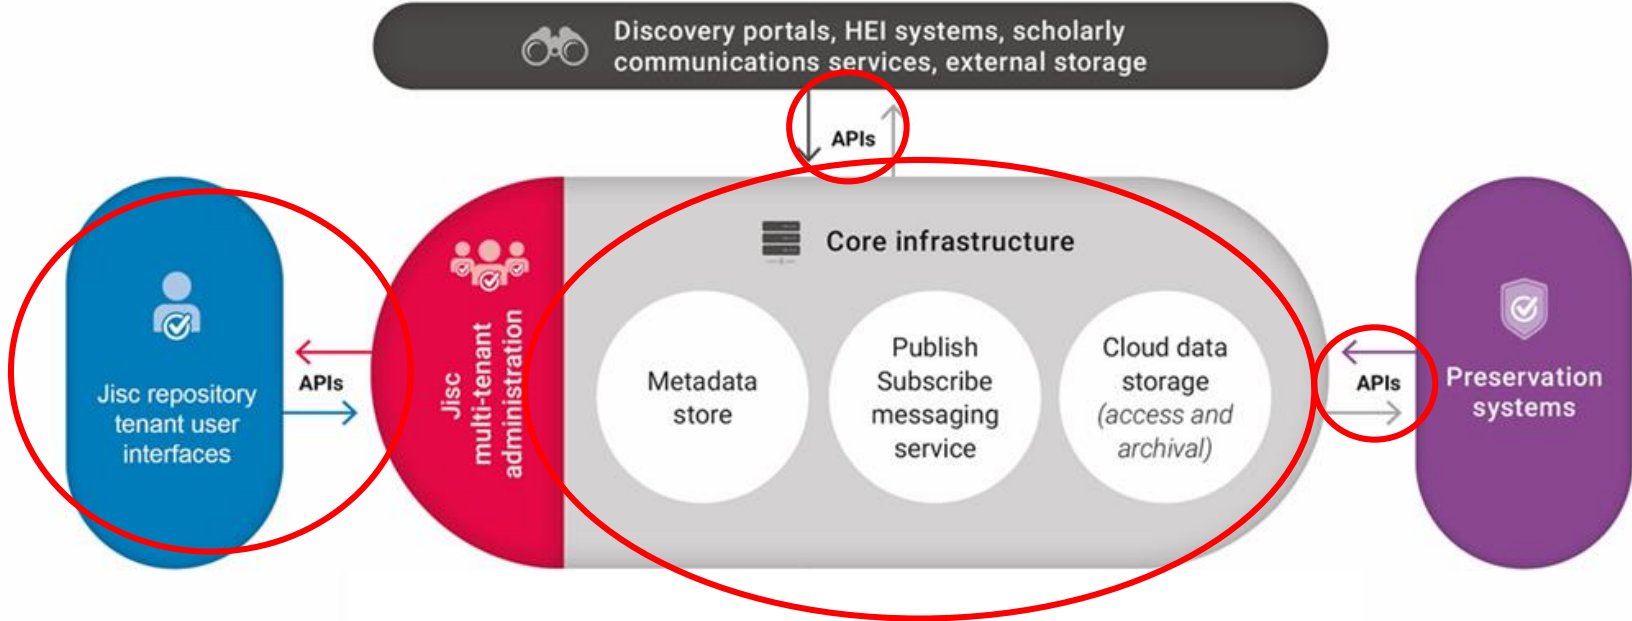 Discovery portals, HEI systems, scholarly
communications services, external storage
APIs
Jisc repository
tenant user
interfaces
APIs
Jisc
multi-tenant
administration
Core infrastructure
Metadata
store
Publish
Subscribe
messaging
service
Cloud data
storage
(access and
archival)
APIs
Preservation
systems